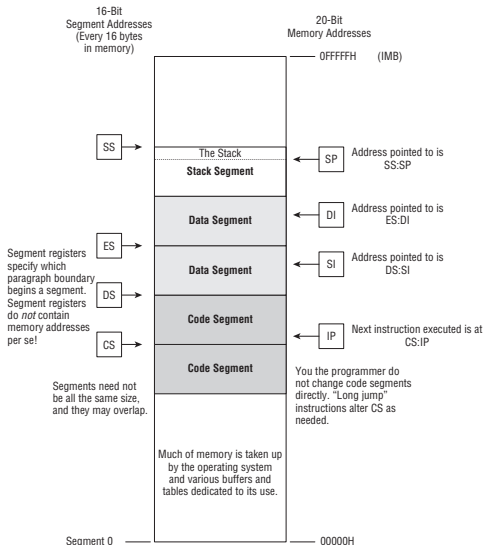 16-Bit
Segment Addresses
(Every 16 bytes
in memory)
20-Bit
Memory Addresses
0FFFFFH (IMB)
SS
The Stack
Stack Segment
SP
Address pointed to is
SS:SP
Data Segment
DI
Address pointed to is
ES:DI
ES
Data Segment
SI
Address pointed to is
DS:SI
Segment registers
specify which
paragraph boundary
begins a segment.
Segment registers
do not contain
memory addresses
per se!
DS
Code Segment
IP
Next instruction executed is at
CS:IP
CS
Code Segment
Segments need not
be all the same size,
and they may overlap.
You the programmer do
not change code segments
directly. “Long jump”
instructions alter CS as
needed.
Much of memory is taken up
by the operating system
and various buffers and
tables dedicated to its use.
Segment 0
00000H